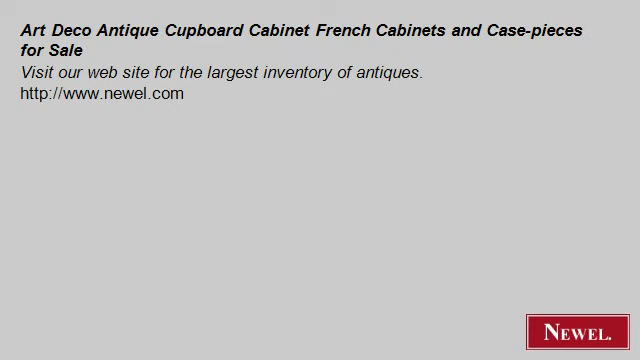 Art Deco Antique Cupboard Cabinet French Cabinets and Case-pieces
for Sale
Visit our web site for the largest inventory of antiques.
http://www.newel.com
NEWEL.